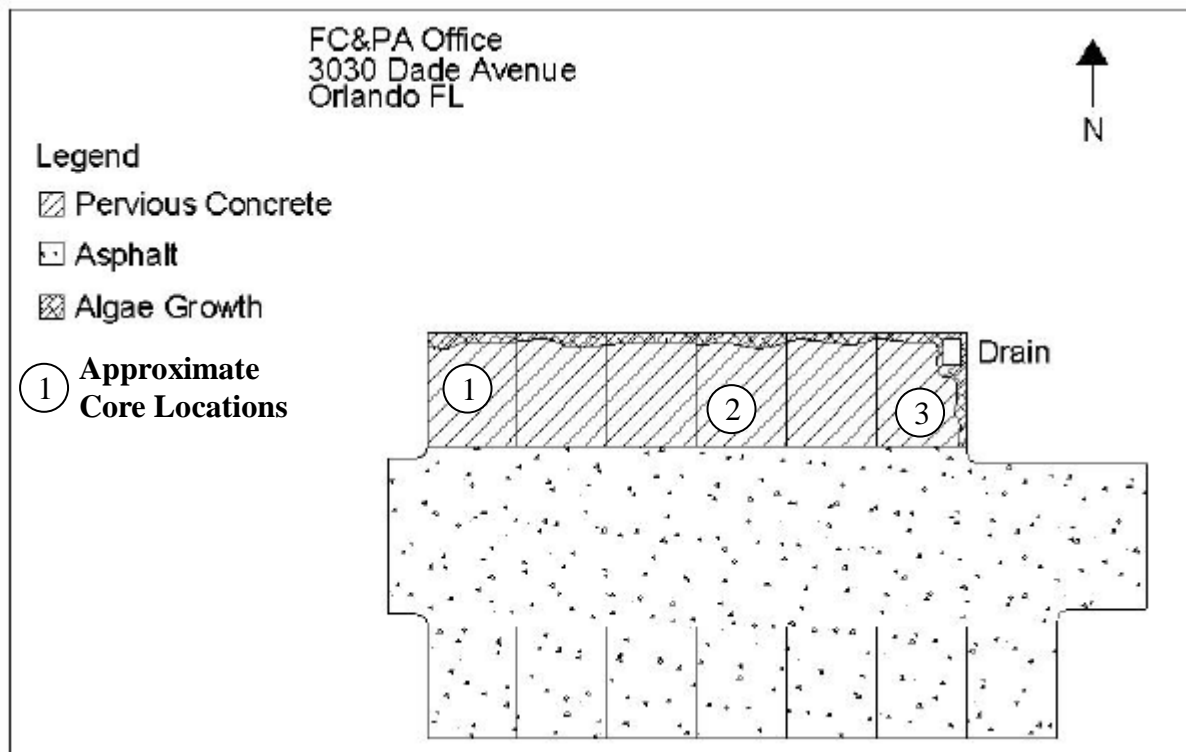 FC&PA Office
3030 Dade Avenue
Orlando FL
N
Legend
Pervious Concrete
Asphalt
Algae Growth
1 Approximate
Core Locations
Drain
1
2
3